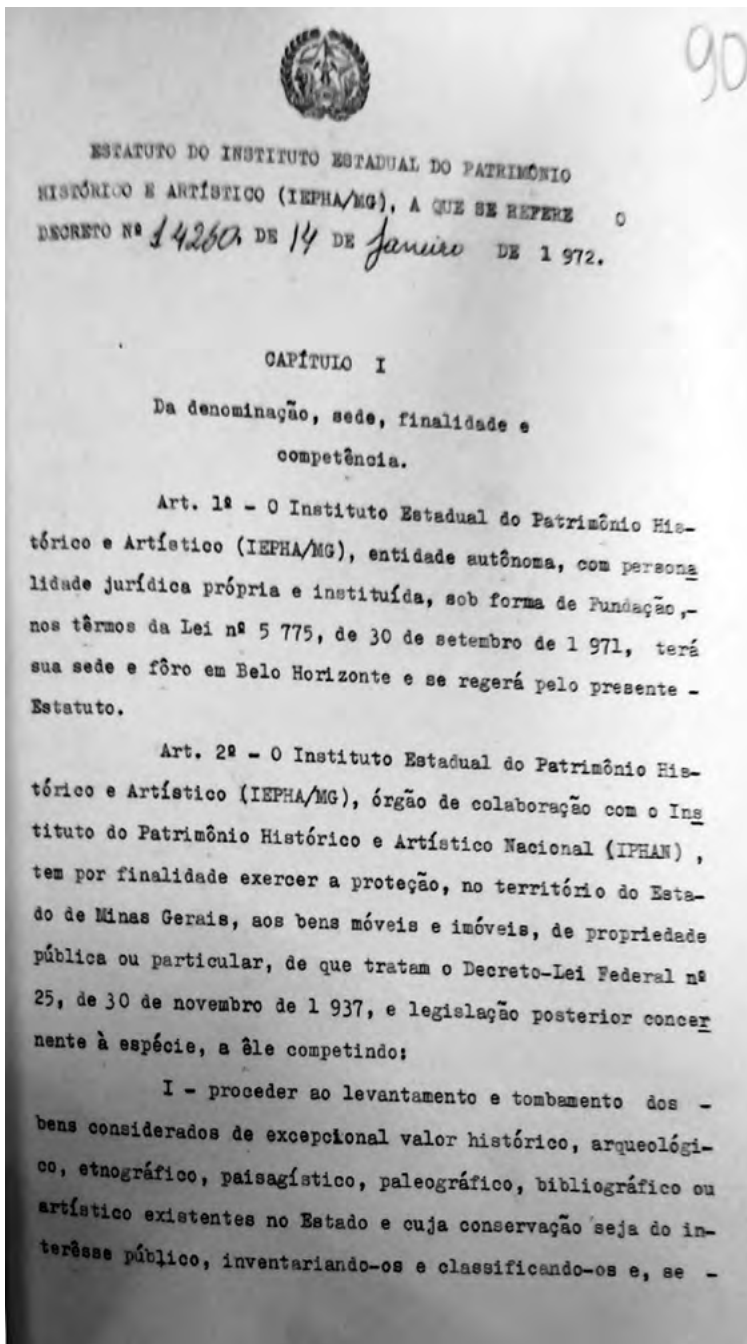 90
ESTATUTO DO INSTITUTO ESTADUAL DO PATRIMÔNIO
HISTÓRICO E ARTÍSTICO (IEPHA/MG), A QUE SE REFERE O
DECRETO Nº 14260, DE 14 DE janeiro DE 1 972.
CAPÍTULO I
Da denominação, sede, finalidade e
competência.
Art. 1º - O Instituto Estadual do Patrimônio His-
tórico e Artístico (IEPHA/MG), entidade autônoma, com persona
lidade jurídica própria e instituída, sob forma de Fundação,-
nos têrmos da Lei nº 5 775, de 30 de setembro de 1 971, terá
sua sede e fôro em Belo Horizonte e se regerá pelo presente -
Estatuto.
Art. 2º - O Instituto Estadual do Patrimônio His-
tórico e Artístico (IEPHA/MG), órgão de colaboração com o Ins
tituto do Patrimônio Histórico e Artístico Nacional (IPHAN) ,
tem por finalidade exercer a proteção, no território do Esta-
do de Minas Gerais, aos bens móveis e imóveis, de propriedade
pública ou particular, de que tratam o Decreto-Lei Federal nº
25, de 30 de novembro de 1 937, e legislação posterior concer
nente à espécie, a êle competindo:
I - proceder ao levantamento e tombamento dos -
bens considerados de excepcional valor histórico, arqueológi-
co, etnográfico, paisagístico, paleográfico, bibliográfico ou
artístico existentes no Estado e cuja conservação seja do in-
terêsse público, inventariando-os e classificando-os e, se -